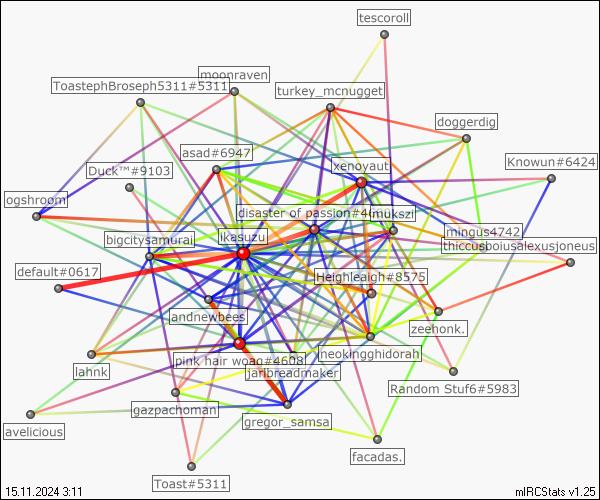 tescoroll
moonraven
ToastephBroseph5311#5311
turkey_mcnugget
doggerdig
asad#6947
xenoyaut
Knowun#6424
Duck™#9103
ogshroom
disaster of passion#4
mukszi
mingus4742
ikasuzu
bigcitysamurai
thiccusboiusalexusjoneus
default#0617
Heighleaigh#8575
andnewbees
zeehonk.
neokingghidorah
pink hair woag#4608
lahnk
jarlbreadmaker
Random Stuf6#5983
gazpachoman
avelicious
gregor_samsa
facadas.
Toast#5311
15.11.2024 3:11
mIRCStats v1.25